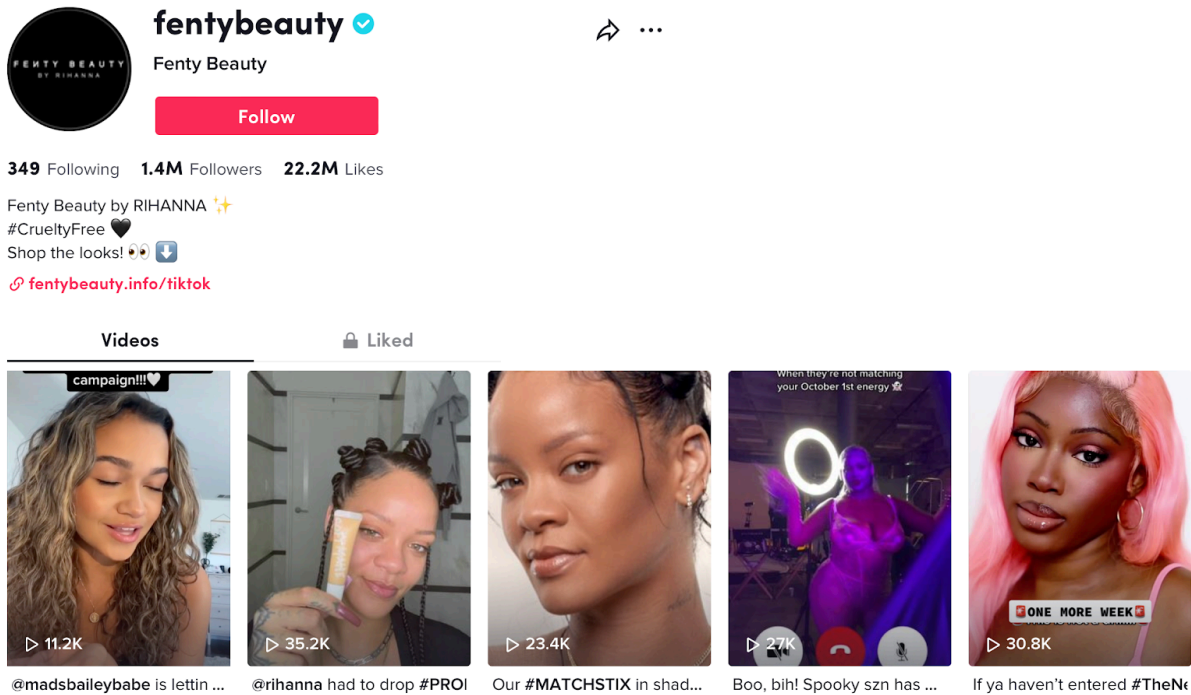 fentybeauty
FENTY BEAUTY
BY RIHANNA
Fenty Beauty
Follow
349 Following 1.4M Followers 22.2M Likes
Fenty Beauty by RIHANNA ✨
#CrueltyFree 🖤
Shop the looks! 👀 ⬇️
fentybeauty.info/tiktok
Videos Liked
campaign!!!🤍
11.2K
@madsbaileybabe is lettin ...
35.2K
@rihanna had to drop #PRO
23.4K
Our #MATCHSTIX in shad...
When they're not matching
your October 1st energy 👻
27K
Boo, bih! Spooky szn has ...
🚨ONE MORE WEEK🚨
30.8K
If ya haven't entered #TheNe